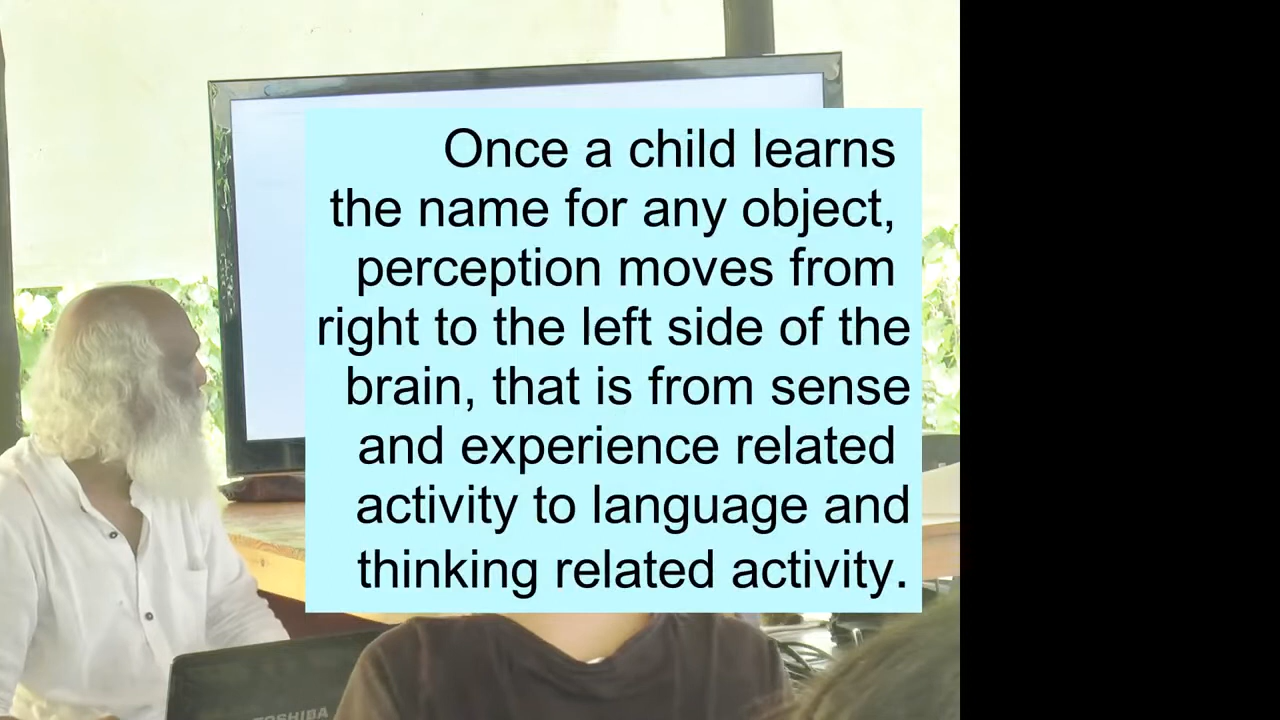 Once a child learns
the name for any object,
perception moves from
right to the left side of the
brain, that is from sense
and experience related
activity to language and
thinking related activity.
TOSHIBA